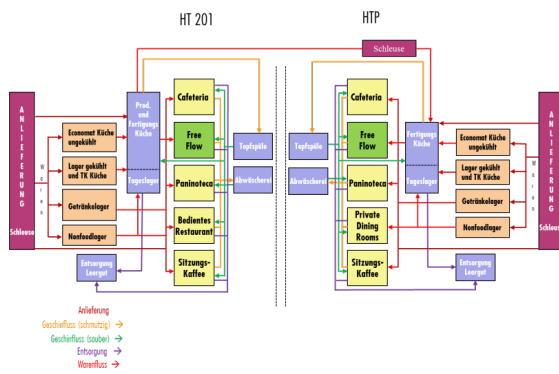 HT 201
HTP
Schleuse
ANLIEFERUNG
Schleuse
Waren
Economat Küche
ungekühlt
Lager gekühlt
und TK Küche
Getränkelager
Nonfoodlager
Prod.
und
Fertigungs
Küche
Tageslager
Entsorgung
Leergut
Cafeteria
Free
Flow
Paninoteca
Bedientes
Restaurant
Sitzungs-
Kaffee
Topfspüle
Abwäscherei
Topfspüle
Abwäscherei
Cafeteria
Free
Flow
Paninoteca
Private
Dining
Rooms
Sitzungs-
Kaffee
Fertigungs
Küche
Tageslager
Entsorgung
Leergut
Economat Küche
ungekühlt
Lager gekühlt
und TK Küche
Getränkelager
Nonfoodlager
Waren
ANLIEFERUNG
Schleuse
Anlieferung
Geschirrfluss (schmutzig)
Geschirrfluss (sauber)
Entsorgung
Warenfluss